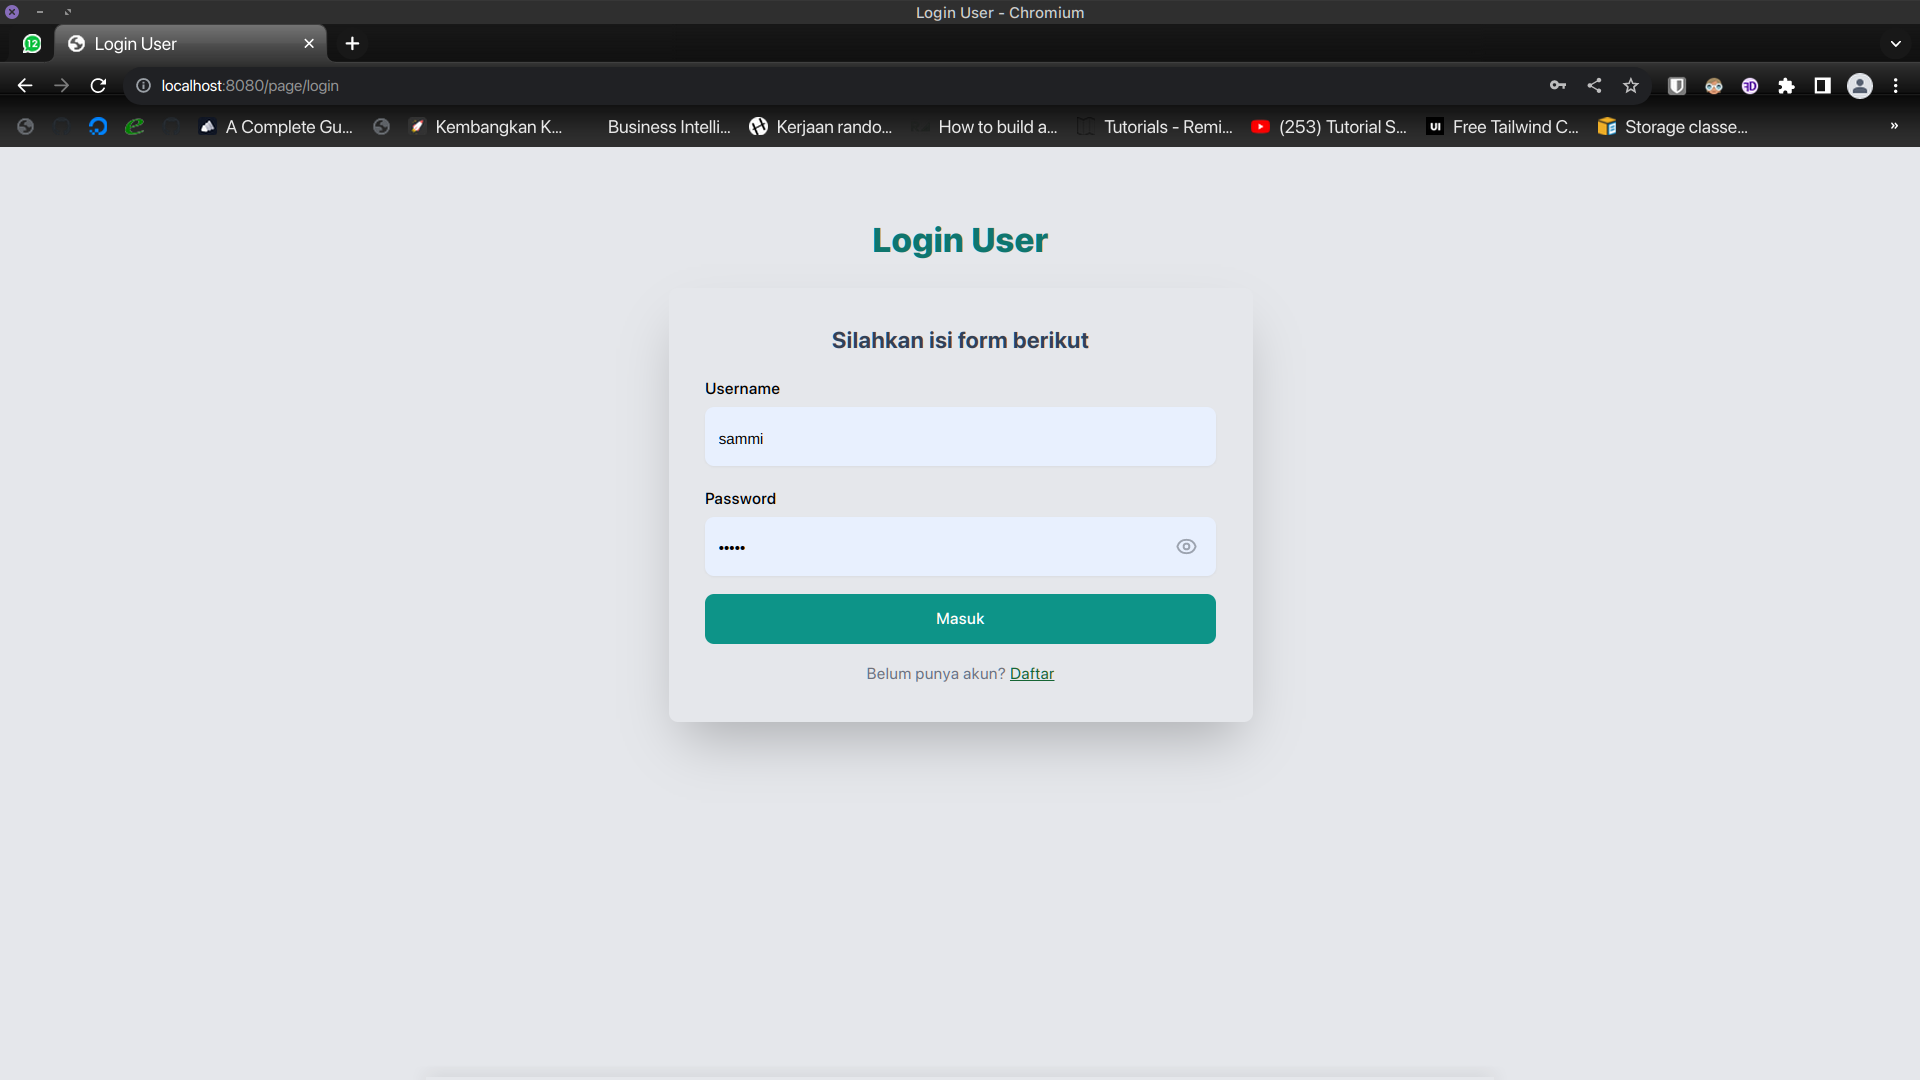 Login User - Chromium
12
Login User
localhost:8080/page/login
A Complete Gu...
Kembangkan K...
Business Intelli...
Kerjaan rando...
How to build a...
Tutorials - Remi...
(253) Tutorial S...
UI
Free Tailwind C...
Storage classe...
»
Login User
Silahkan isi form berikut
Username
sammi
Password
•••••
Masuk
Belum punya akun? Daftar